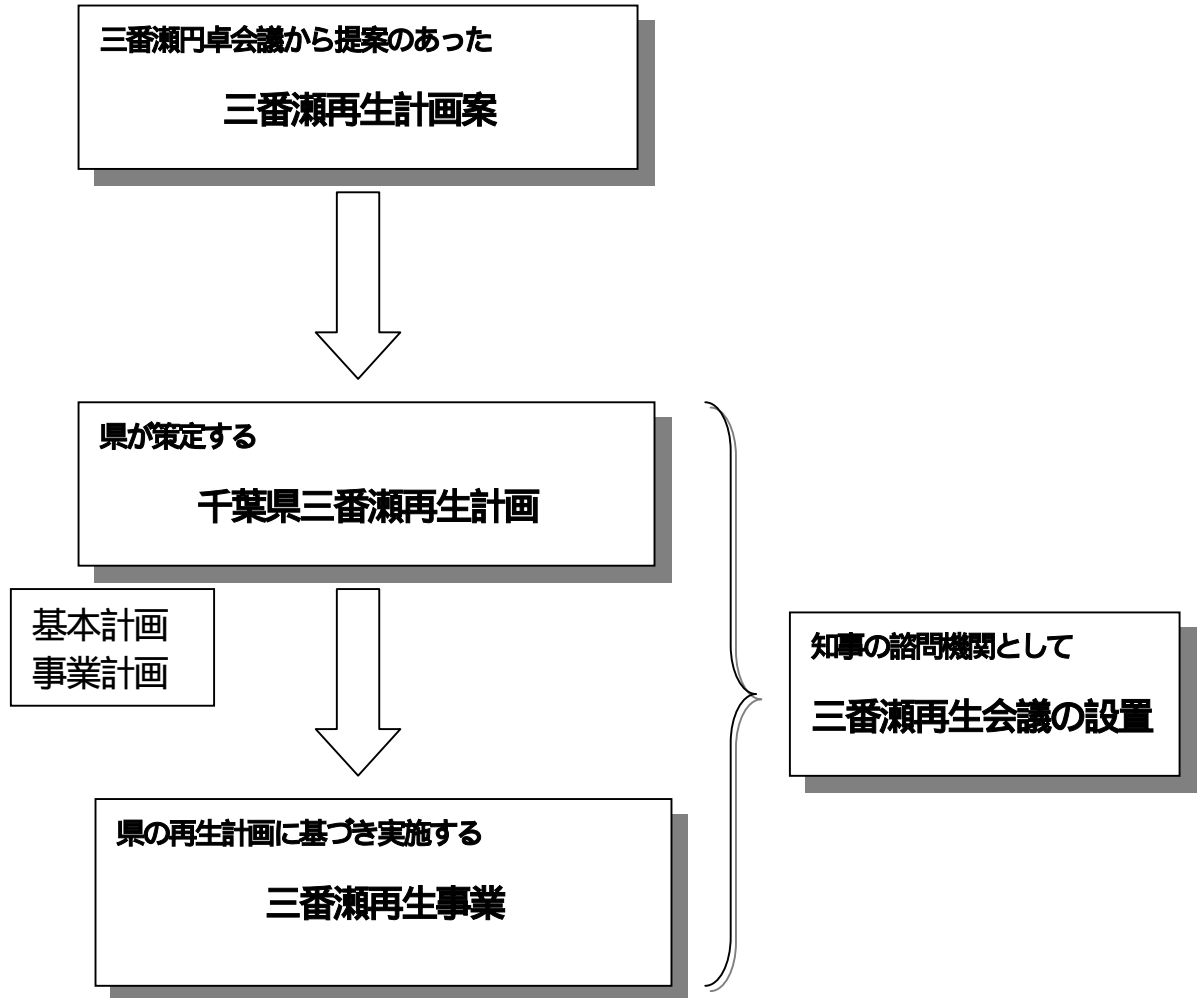 三番瀬円卓会議から提案のあった
三番瀬再生計画案
県が策定する
千葉県三番瀬再生計画
基本計画
事業計画
知事の諮問機関として
三番瀬再生会議の設置
県の再生計画に基づき実施する
三番瀬再生事業